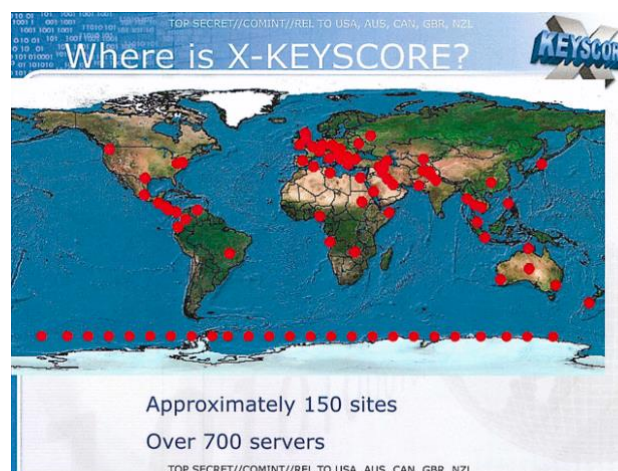 TOP SECRET//COMINT//REL TO USA, AUS, CAN, GBR, NZL
Where is X-KEYSCORE?
X
KEYSCORE
Approximately 150 sites
Over 700 servers
TOP SECRET//COMINT//REL TO USA, AUS, CAN, GBR, NZL